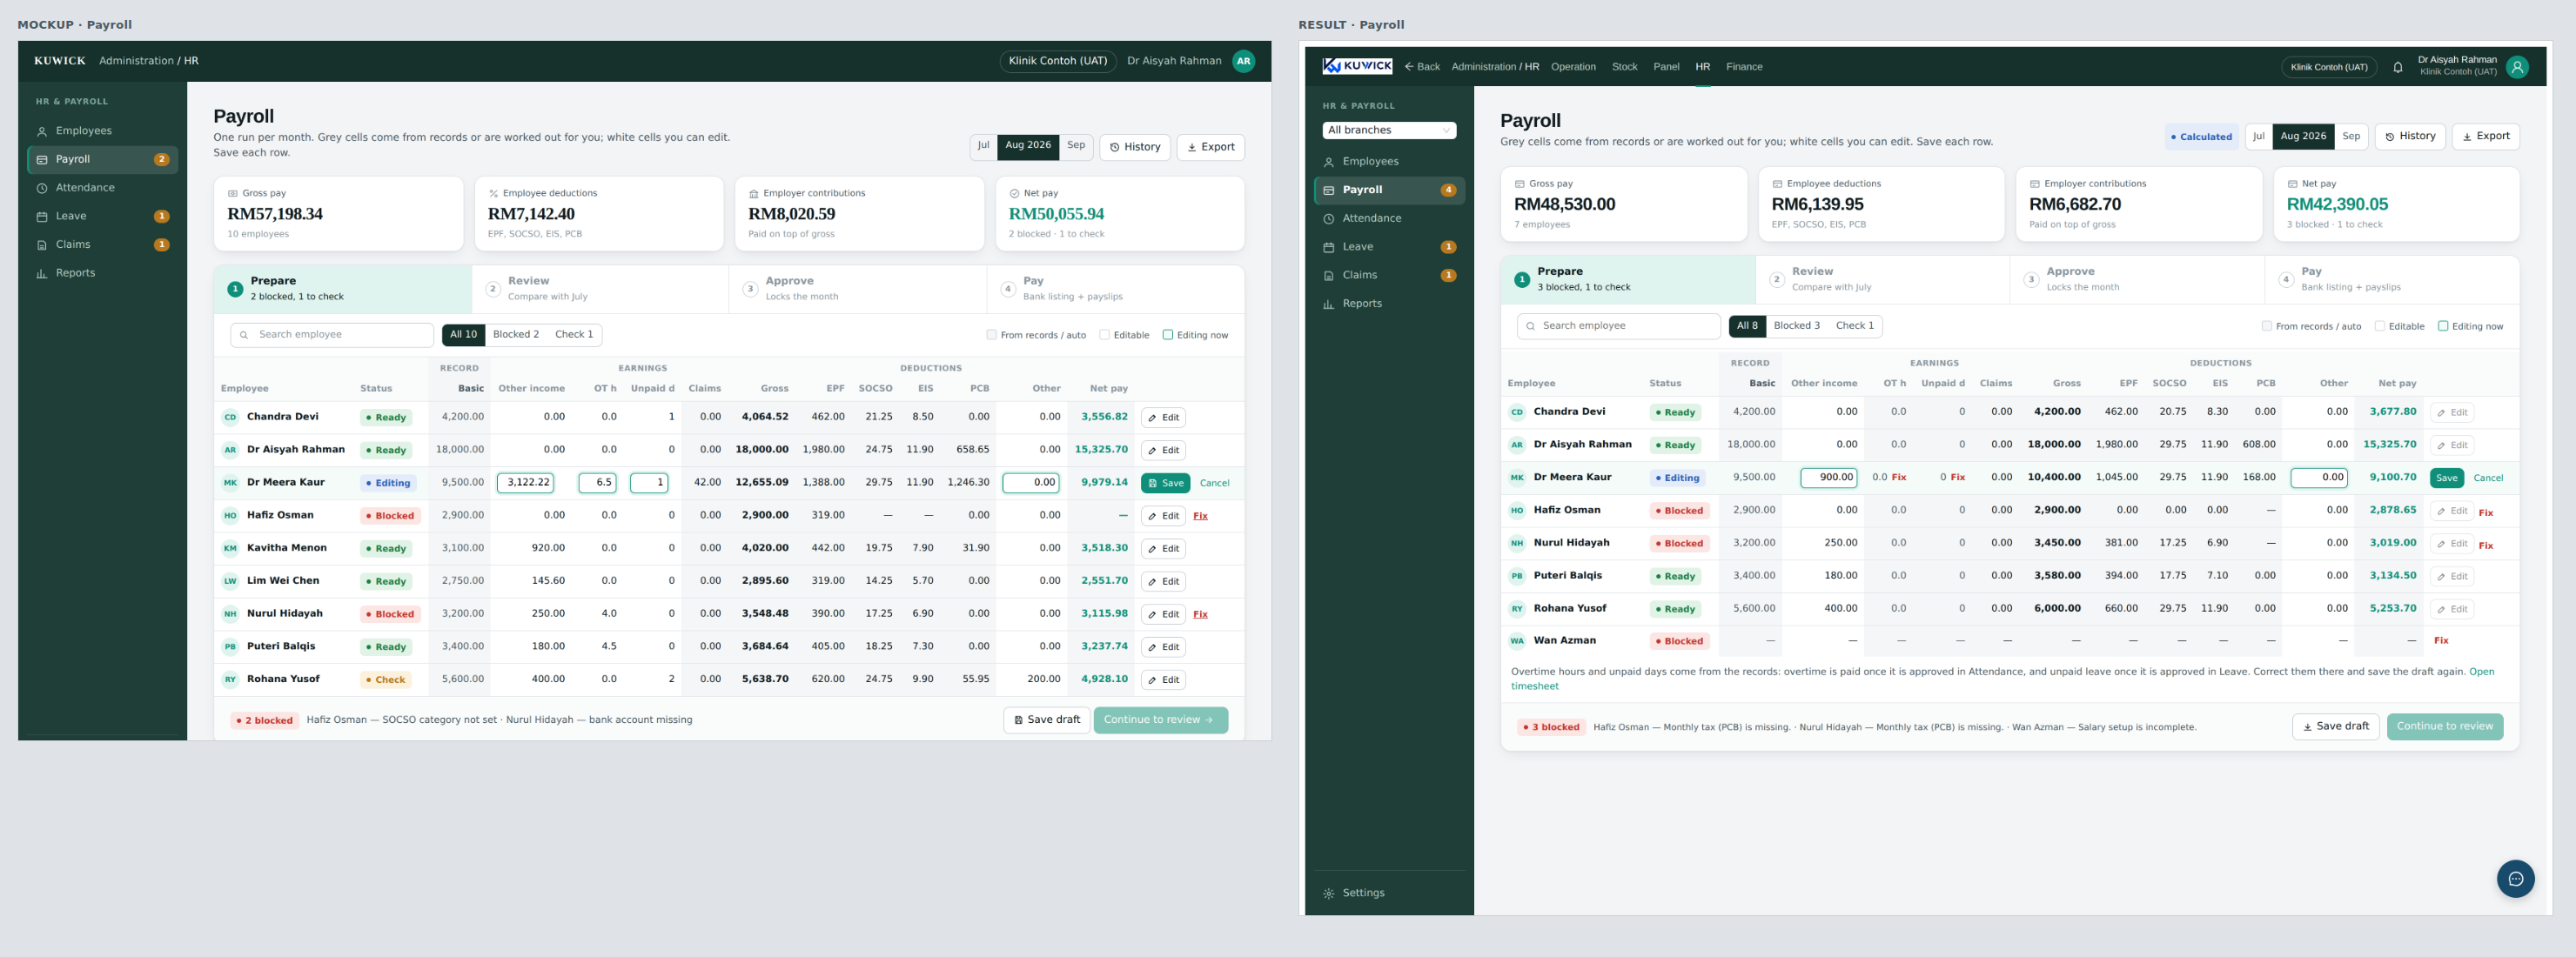 MOCKUP · Payroll
KUWICK Administration / HR Klinik Contoh (UAT) Dr Aisyah Rahman AR
HR & PAYROLL
Employees
Payroll 2
Attendance
Leave 1
Claims 1
Reports
Payroll
One run per month. Grey cells come from records or are worked out for you; white cells you can edit.
Save each row.
Jul Aug 2026 Sep History Export
Gross pay
RM57,198.34
10 employees
Employee deductions
RM7,142.40
EPF, SOCSO, EIS, PCB
Employer contributions
RM8,020.59
Paid on top of gross
Net pay
RM50,055.94
2 blocked · 1 to check
1 Prepare
2 blocked, 1 to check
2 Review
Compare with July
3 Approve
Locks the month
4 Pay
Bank listing + payslips
Search employee All 10 Blocked 2 Check 1 From records / auto Editable Editing now
RECORD EARNINGS DEDUCTIONS
Employee Status Basic Other income OT h Unpaid d Claims Gross EPF SOCSO EIS PCB Other Net pay
CD Chandra Devi Ready 4,200.00 0.00 0.0 1 0.00 4,064.52 462.00 21.25 8.50 0.00 0.00 3,556.82 Edit
AR Dr Aisyah Rahman Ready 18,000.00 0.00 0.0 0 0.00 18,000.00 1,980.00 24.75 11.90 658.65 0.00 15,325.70 Edit
MK Dr Meera Kaur Editing 9,500.00 3,122.22 6.5 1 42.00 12,655.09 1,388.00 29.75 11.90 1,246.30 0.00 9,979.14 Save Cancel
HO Hafiz Osman Blocked 2,900.00 0.00 0.0 0 0.00 2,900.00 319.00 — — 0.00 0.00 — Edit Fix
KM Kavitha Menon Ready 3,100.00 920.00 0.0 0 0.00 4,020.00 442.00 19.75 7.90 31.90 0.00 3,518.30 Edit
LW Lim Wei Chen Ready 2,750.00 145.60 0.0 0 0.00 2,895.60 319.00 14.25 5.70 0.00 0.00 2,551.70 Edit
NH Nurul Hidayah Blocked 3,200.00 250.00 4.0 0 0.00 3,548.48 390.00 17.25 6.90 0.00 0.00 3,115.98 Edit Fix
PB Puteri Balqis Ready 3,400.00 180.00 4.5 0 0.00 3,684.64 405.00 18.25 7.30 0.00 0.00 3,237.74 Edit
RY Rohana Yusof Check 5,600.00 400.00 0.0 2 0.00 5,638.70 620.00 24.75 9.90 55.95 200.00 4,928.10 Edit
2 blocked Hafiz Osman — SOCSO category not set · Nurul Hidayah — bank account missing Save draft Continue to review →
RESULT · Payroll
KUWICK ← Back Administration / HR Operation Stock Panel HR Finance Klinik Contoh (UAT) Dr Aisyah Rahman
Klinik Contoh (UAT)
HR & PAYROLL
All branches
Employees
Payroll 4
Attendance
Leave 1
Claims 1
Reports
Settings
Payroll
Grey cells come from records or are worked out for you; white cells you can edit. Save each row.
Calculated Jul Aug 2026 Sep History Export
Gross pay
RM48,530.00
7 employees
Employee deductions
RM6,139.95
EPF, SOCSO, EIS, PCB
Employer contributions
RM6,682.70
Paid on top of gross
Net pay
RM42,390.05
3 blocked · 1 to check
1 Prepare
3 blocked, 1 to check
2 Review
Compare with July
3 Approve
Locks the month
4 Pay
Bank listing + payslips
Search employee All 8 Blocked 3 Check 1 From records / auto Editable Editing now
RECORD EARNINGS DEDUCTIONS
Employee Status Basic Other income OT h Unpaid d Claims Gross EPF SOCSO EIS PCB Other Net pay
CD Chandra Devi Ready 4,200.00 0.00 0.0 0 0.00 4,200.00 462.00 20.75 8.30 0.00 0.00 3,677.80 Edit
AR Dr Aisyah Rahman Ready 18,000.00 0.00 0.0 0 0.00 18,000.00 1,980.00 29.75 11.90 608.00 0.00 15,325.70 Edit
MK Dr Meera Kaur Editing 9,500.00 900.00 0.0 Fix 0 Fix 0.00 10,400.00 1,045.00 29.75 11.90 168.00 0.00 9,100.70 Save Cancel
HO Hafiz Osman Blocked 2,900.00 0.00 0.0 0 0.00 2,900.00 0.00 0.00 0.00 — 0.00 2,878.65 Edit Fix
NH Nurul Hidayah Blocked 3,200.00 250.00 0.0 0 0.00 3,450.00 381.00 17.25 6.90 — 0.00 3,019.00 Edit Fix
PB Puteri Balqis Ready 3,400.00 180.00 0.0 0 0.00 3,580.00 394.00 17.75 7.10 0.00 0.00 3,134.50 Edit
RY Rohana Yusof Ready 5,600.00 400.00 0.0 0 0.00 6,000.00 660.00 29.75 11.90 0.00 0.00 5,253.70 Edit
WA Wan Azman Blocked — — — — — — — — — — — — Fix
Overtime hours and unpaid days come from the records: overtime is paid once it is approved in Attendance, and unpaid leave once it is approved in Leave. Correct them there and save the draft again. Open
timesheet
3 blocked Hafiz Osman — Monthly tax (PCB) is missing. · Nurul Hidayah — Monthly tax (PCB) is missing. · Wan Azman — Salary setup is incomplete. Save draft Continue to review